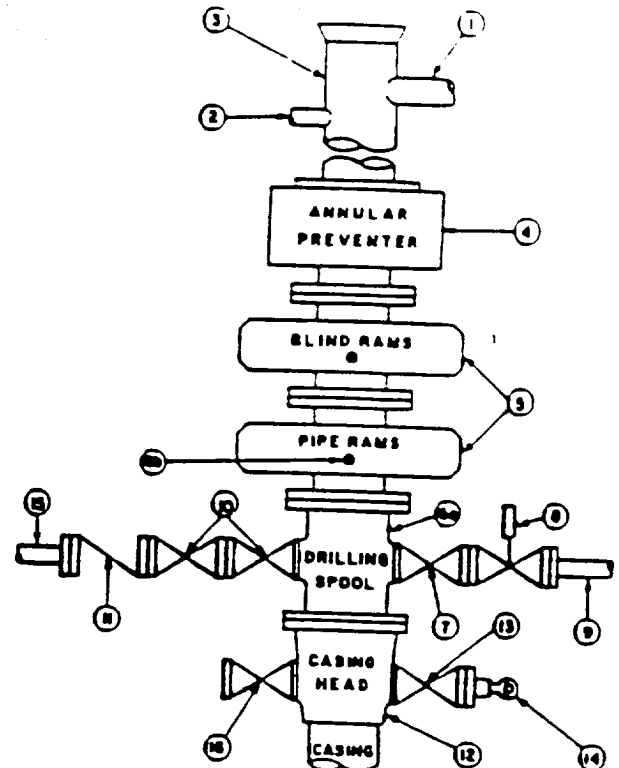 3
1
2
ANNULAR
PREVENTER
4
BLIND RAMS
5
PIPE RAMS
15
10
8
DRILLING
SPOOL
11
7
13
9
CASING
HEAD
16
12
14
CASING